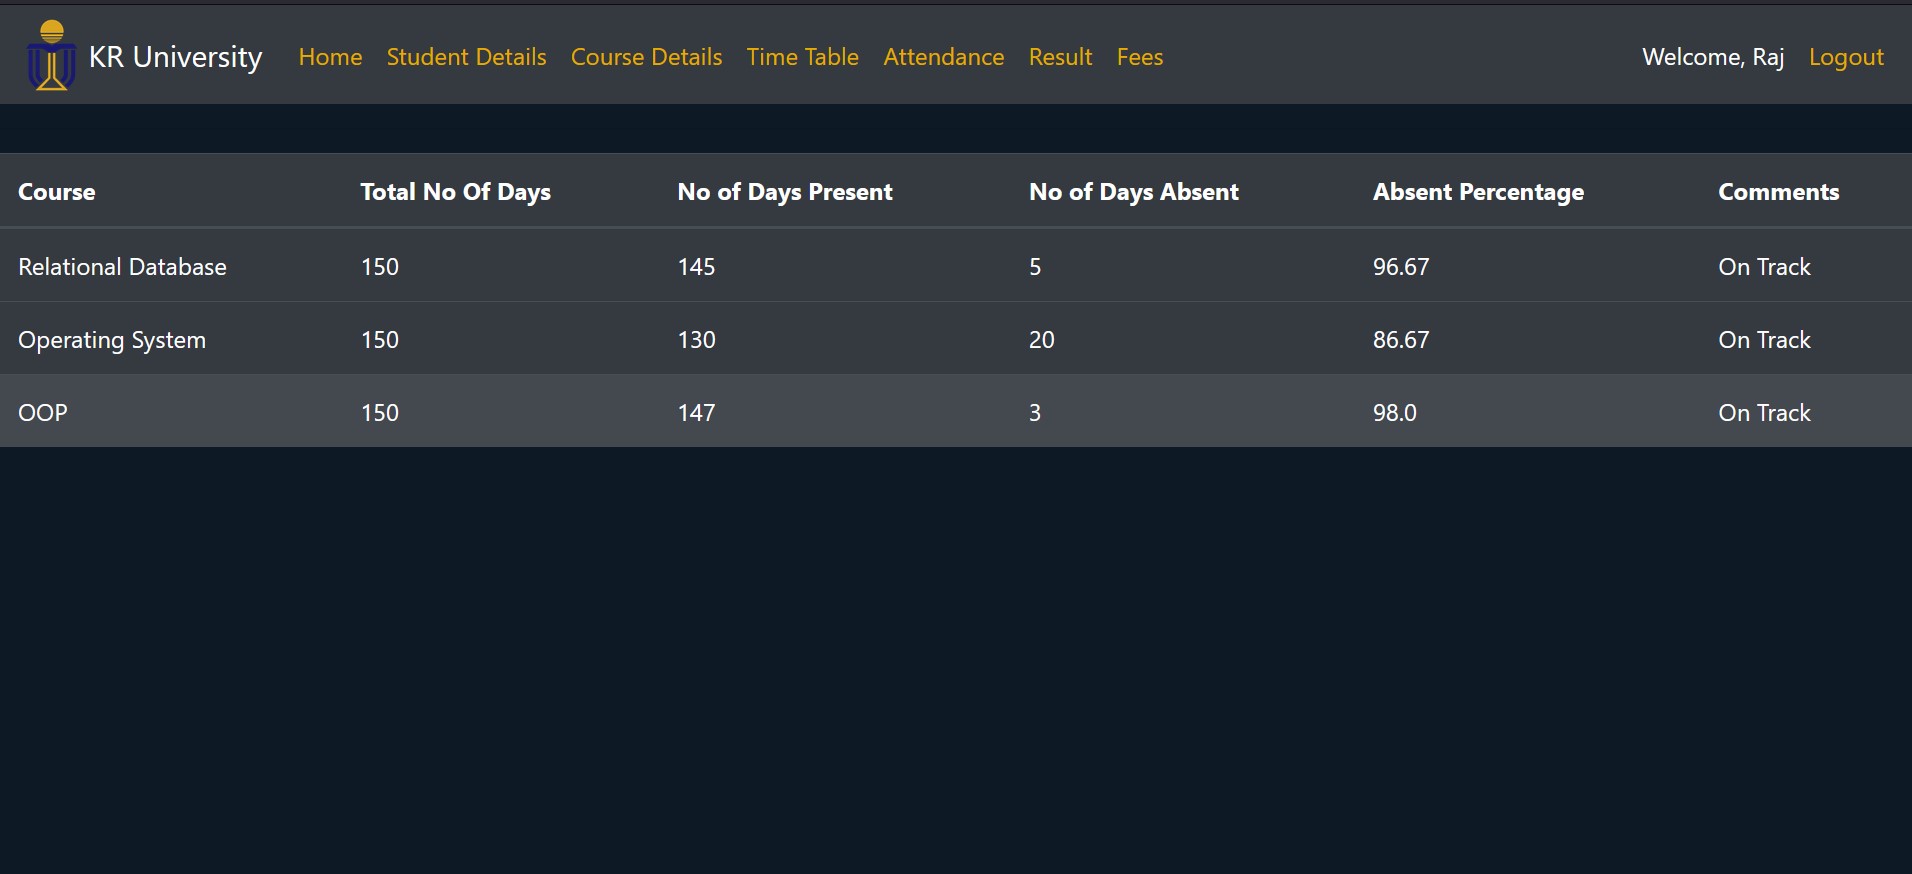 KR University Home Student Details Course Details Time Table Attendance Result Fees Welcome, Raj Logout
Course Total No Of Days No of Days Present No of Days Absent Absent Percentage Comments
Relational Database 150 145 5 96.67 On Track
Operating System 150 130 20 86.67 On Track
OOP 150 147 3 98.0 On Track